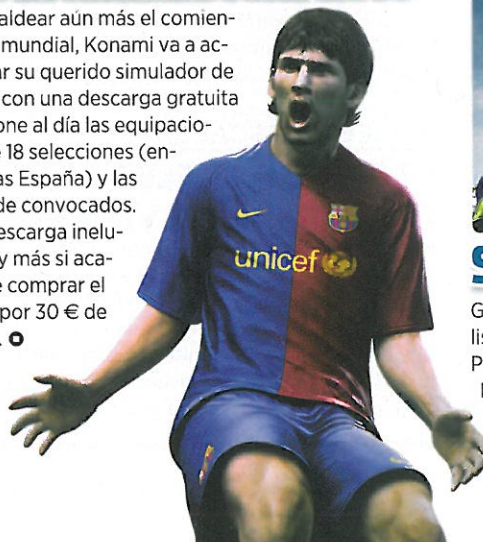 aldear aún más el comien-
mundial, Konami va a ac-
ar su querido simulador de
con una descarga gratuita
one al día las equipacio-
e 18 selecciones (en-
as España) y las
de convocados.
escarga inelu-
y más si aca-
e comprar el
por 30 € de
unicef
G
lis
P